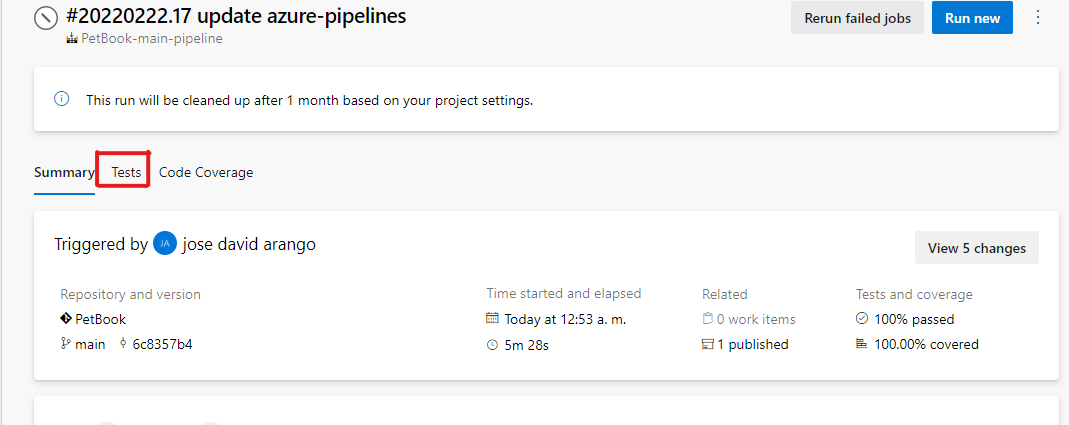 #20220222.17 update azure-pipelines
Rerun failed jobs
Run new
PetBook-main-pipeline
This run will be cleaned up after 1 month based on your project settings.
Summary Tests Code Coverage
Triggered by JA jose david arango
View 5 changes
Repository and version
PetBook
main 6c8357b4
Time started and elapsed
Today at 12:53 a. m.
5m 28s
Related
0 work items
1 published
Tests and coverage
100% passed
100.00% covered